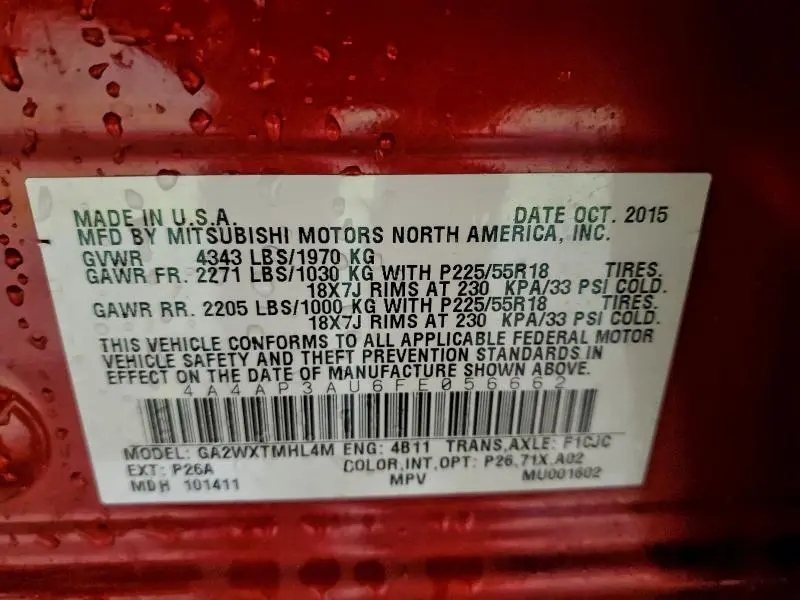 MADE IN U.S.A. DATE OCT. 2015
MFD BY MITSUBISHI MOTORS NORTH AMERICA, INC.
GVWR 4343 LBS/1970 KG
GAWR FR. 2271 LBS/1030 KG WITH P225/55R18 TIRES.
18X7J RIMS AT 230 KPA/33 PSI COLD.
GAWR RR. 2205 LBS/1000 KG WITH P225/55R18 TIRES.
18X7J RIMS AT 230 KPA/33 PSI COLD.
THIS VEHICLE CONFORMS TO ALL APPLICABLE FEDERAL MOTOR
VEHICLE SAFETY AND THEFT PREVENTION STANDARDS IN
EFFECT ON THE DATE OF MANUFACTURE SHOWN ABOVE.
4A4AP3AU6FE056662
MODEL: GA2WXTMHL4M ENG: 4B11 TRANS,AXLE: F1CJC
EXT: P26A COLOR,INT,OPT: P26,71X,A02
MDH 101411 MPV MU001602